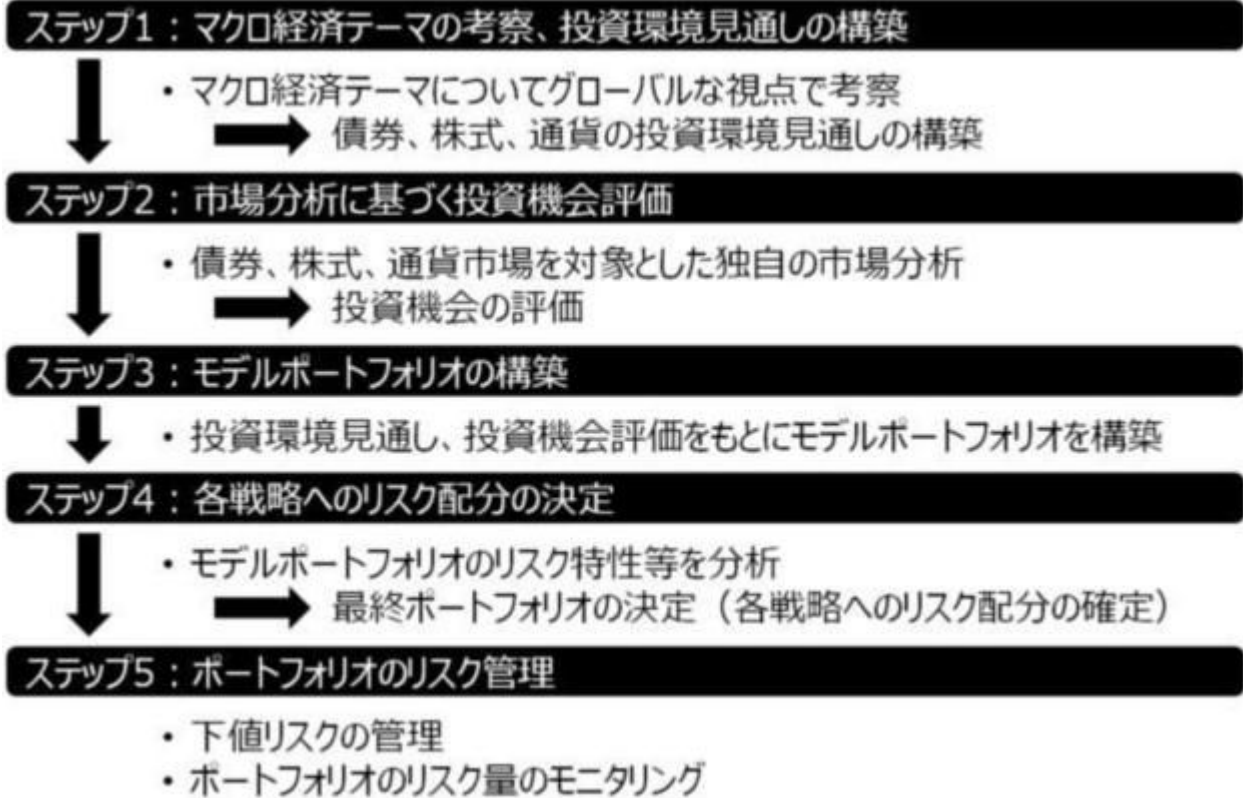 ステップ1：マクロ経済テーマの考察、投資環境見通しの構築
・マクロ経済テーマについてグローバルな視点で考察
債券、株式、通貨の投資環境見通しの構築
ステップ2：市場分析に基づく投資機会評価
・債券、株式、通貨市場を対象とした独自の市場分析
投資機会の評価
ステップ3：モデルポートフォリオの構築
・投資環境見通し、投資機会評価をもとにモデルポートフォリオを構築
ステップ4：各戦略へのリスク配分の決定
・モデルポートフォリオのリスク特性等を分析
最終ポートフォリオの決定（各戦略へのリスク配分の確定）
ステップ5：ポートフォリオのリスク管理
・下値リスクの管理
・ポートフォリオのリスク量のモニタリング